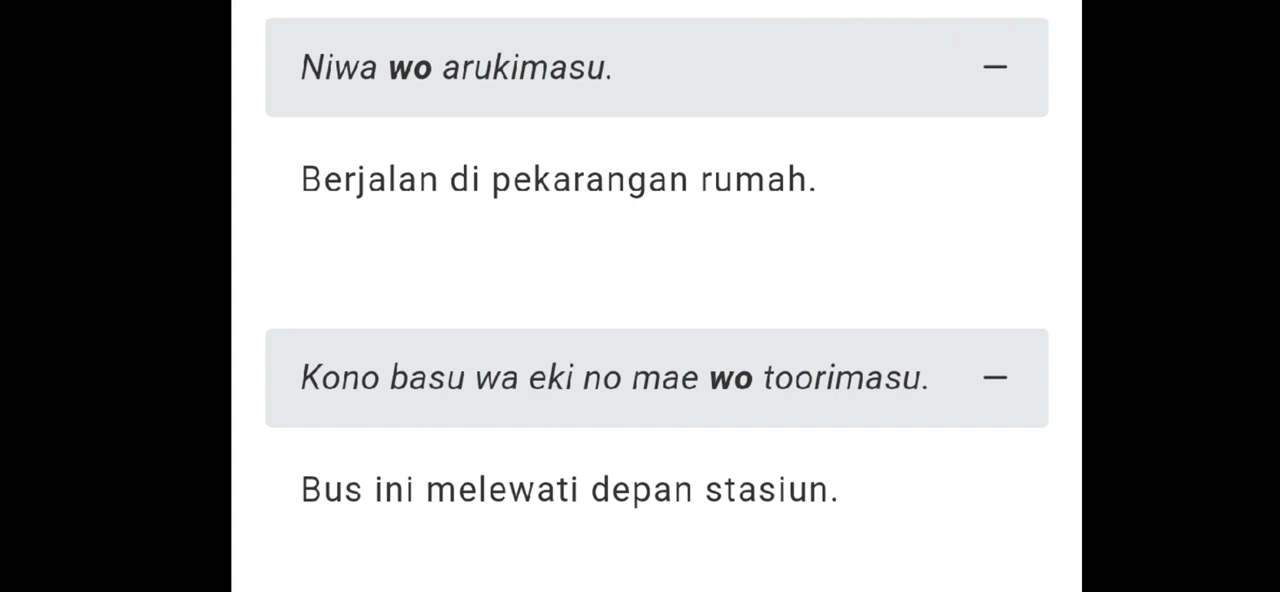 Niwa wo arukimasu.
Berjalan di pekarangan rumah.
Kono basu wa eki no mae wo toorimasu.
Bus ini melewati depan stasiun.